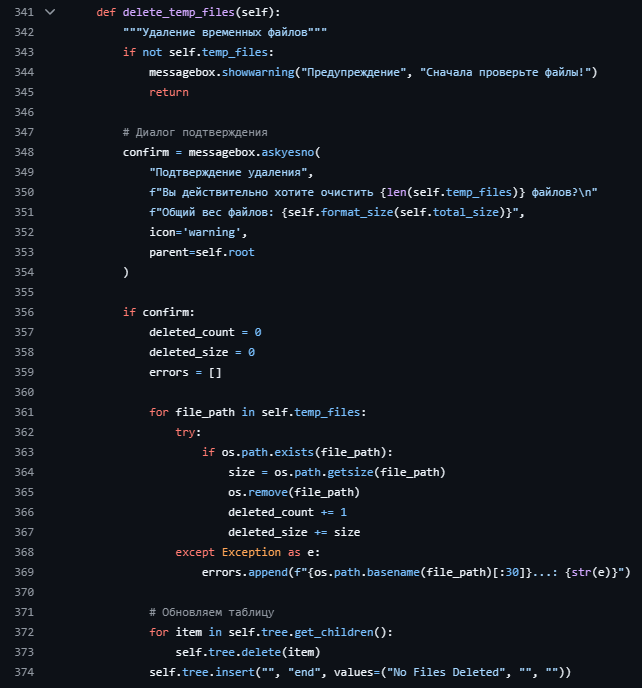 341 def delete_temp_files(self):
342 """Удаление временных файлов"""
343 if not self.temp_files:
344 messagebox.showwarning("Предупреждение", "Сначала проверьте файлы!")
345 return
346
347 # Диалог подтверждения
348 confirm = messagebox.askyesno(
349 "Подтверждение удаления",
350 f"Вы действительно хотите очистить {len(self.temp_files)} файлов?\n"
351 f"Общий вес файлов: {self.format_size(self.total_size)}",
352 icon='warning',
353 parent=self.root
354 )
355
356 if confirm:
357 deleted_count = 0
358 deleted_size = 0
359 errors = []
360
361 for file_path in self.temp_files:
362 try:
363 if os.path.exists(file_path):
364 size = os.path.getsize(file_path)
365 os.remove(file_path)
366 deleted_count += 1
367 deleted_size += size
368 except Exception as e:
369 errors.append(f"{os.path.basename(file_path)[:30]}...: {str(e)}")
370
371 # Обновляем таблицу
372 for item in self.tree.get_children():
373 self.tree.delete(item)
374 self.tree.insert("", "end", values=("No Files Deleted", "", ""))